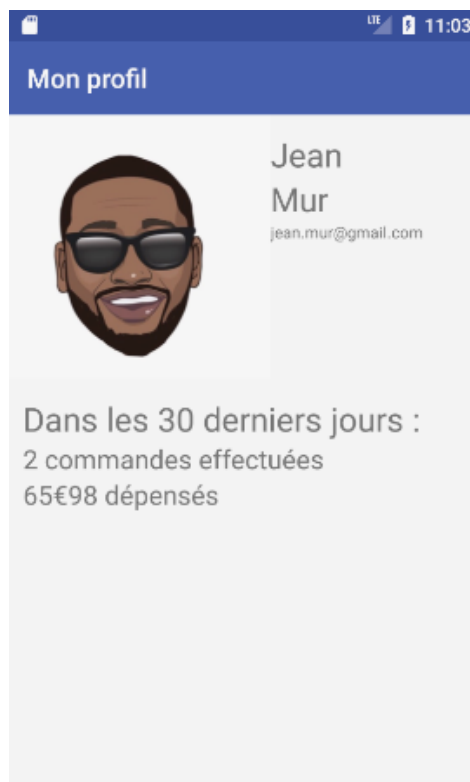 LTE 11:03
Mon profil
Jean
Mur
jean.mur@gmail.com
Dans les 30 derniers jours :
2 commandes effectuées
65€98 dépensés